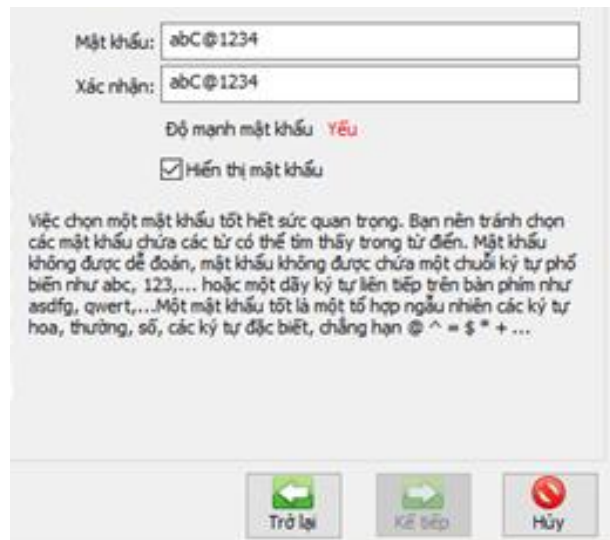 Mật khẩu: abC@1234
Xác nhận: abC@1234
Độ mạnh mật khẩu Yếu
Hiển thị mật khẩu
Việc chọn một mật khẩu tốt hết sức quan trọng. Bạn nên tránh chọn
các mật khẩu chứa các từ có thể tìm thấy trong từ điển. Mật khẩu
không được dễ đoán, mật khẩu không được chứa một chuỗi ký tự phổ
biến như abc, 123,... hoặc một dãy ký tự liên tiếp trên bàn phím như
asdfg, qwert,...Một mật khẩu tốt là một tổ hợp ngẫu nhiên các ký tự
hoa, thường, số, các ký tự đặc biết, chẳng hạn @ ^ = $ * + ...
Trở lại Kế tiếp Hủy